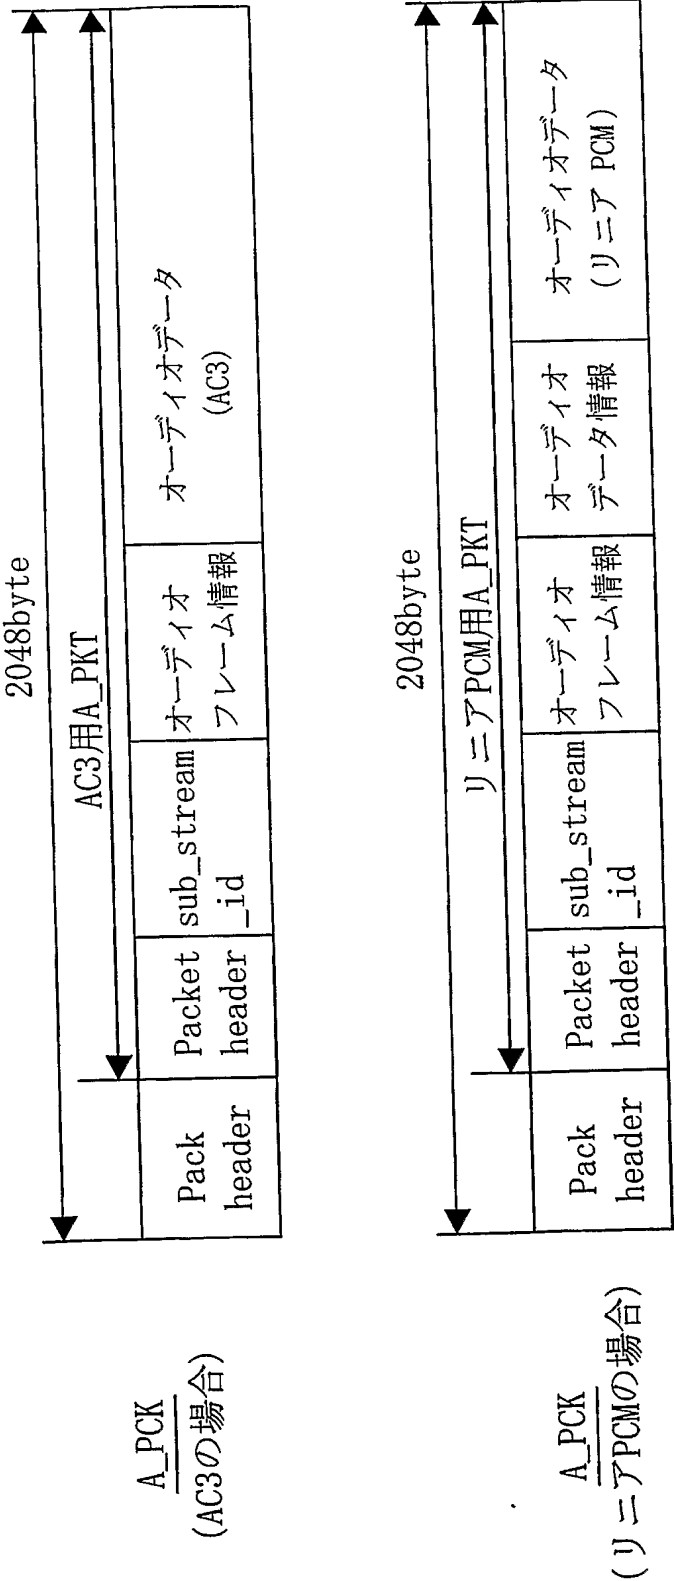 2048byte
AC3用A_PKT
Pack
header
Packet
header
sub_stream
_id
オーディオ
フレーム情報
オーディオデータ
(AC3)
A_PCK
(AC3の場合)
2048byte
リニアPCM用A_PKT
Pack
header
Packet
header
sub_stream
_id
オーディオ
フレーム情報
オーディオ
データ情報
オーディオデータ
(リニア PCM)
A_PCK
(リニアPCMの場合)